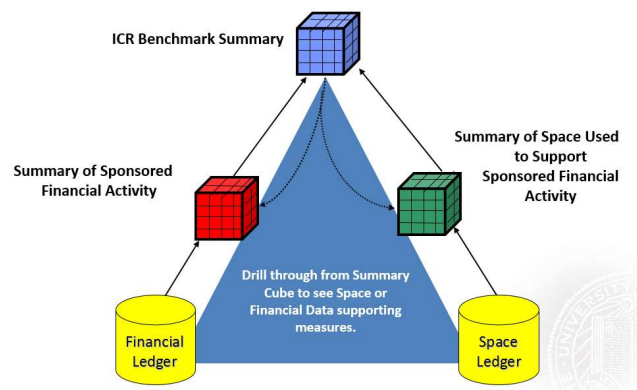 ICR Benchmark Summary
Summary of Sponsored
Financial Activity
Summary of Space Used
to Support
Sponsored Financial
Activity
Drill through from Summary
Cube to see Space or
Financial Data supporting
measures.
Financial
Ledger
Space
Ledger